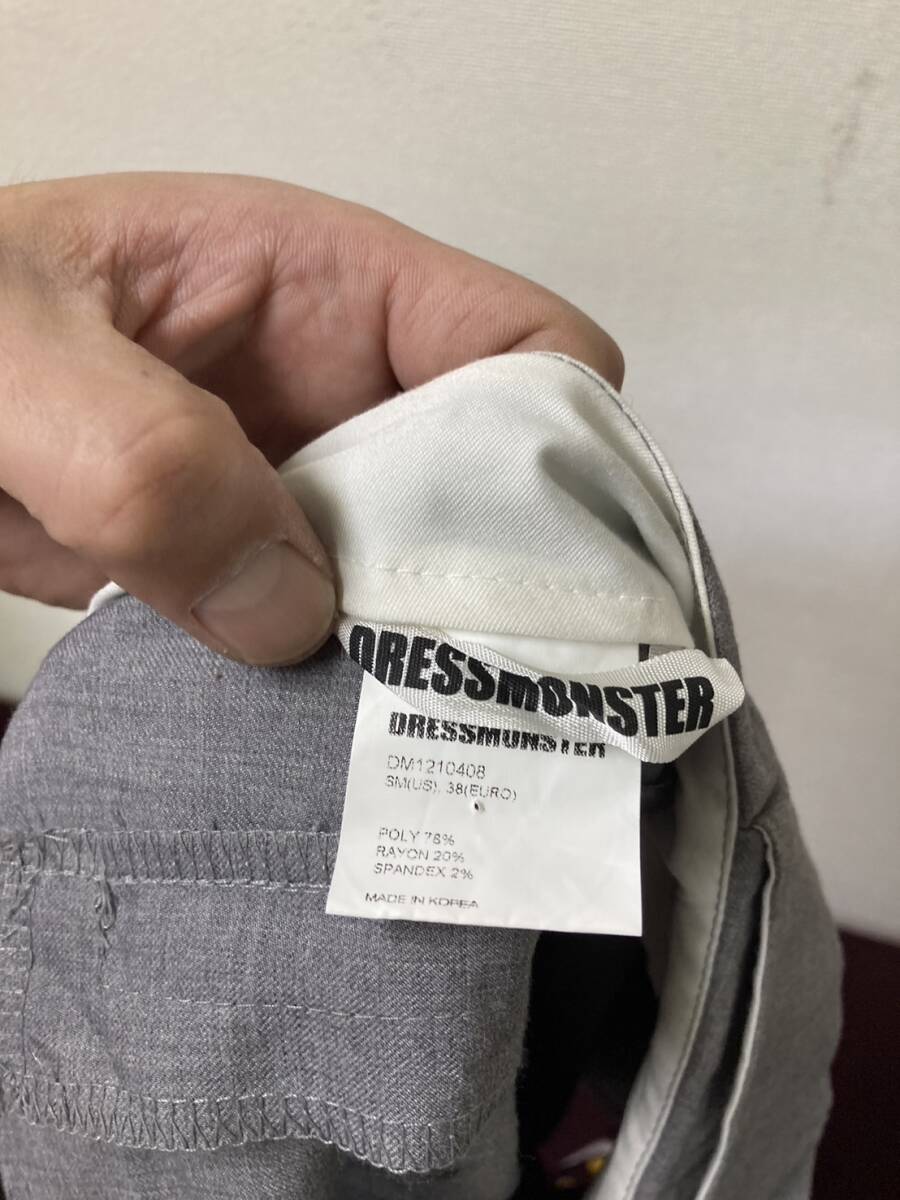 DRESSMONSTER
DRESSMONSTER
DM1210408
SM(US), 38(EURO)
POLY 78%
RAYON 20%
SPANDEX 2%
MADE IN KOREA